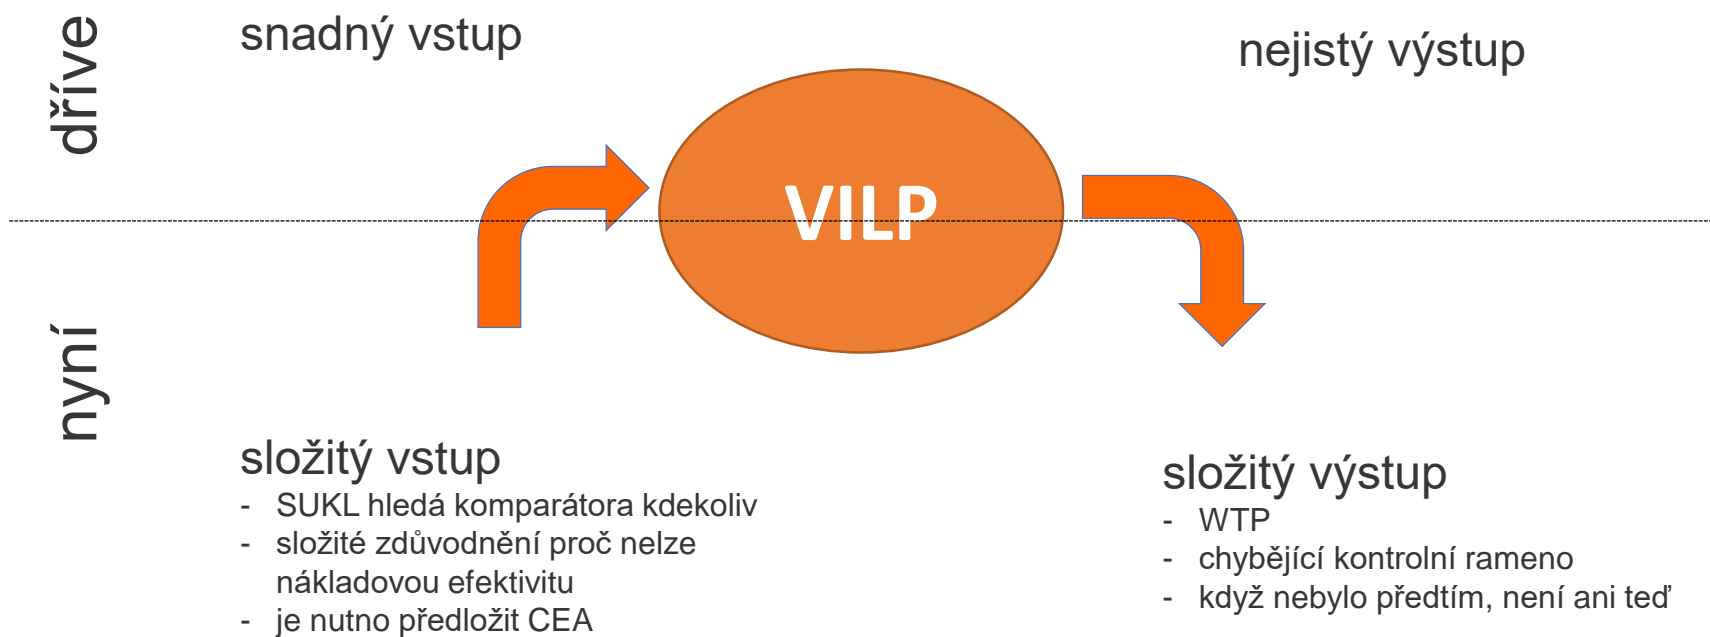 dříve
snadný vstup
nejistý výstup
VILP
nyní
složitý vstup
- SUKL hledá komparátora kdekoliv
- složité zdůvodnění proč nelze
nákladovou efektivitu
- je nutno předložit CEA
složitý výstup
- WTP
- chybějící kontrolní rameno
- když nebylo předtím, není ani teď